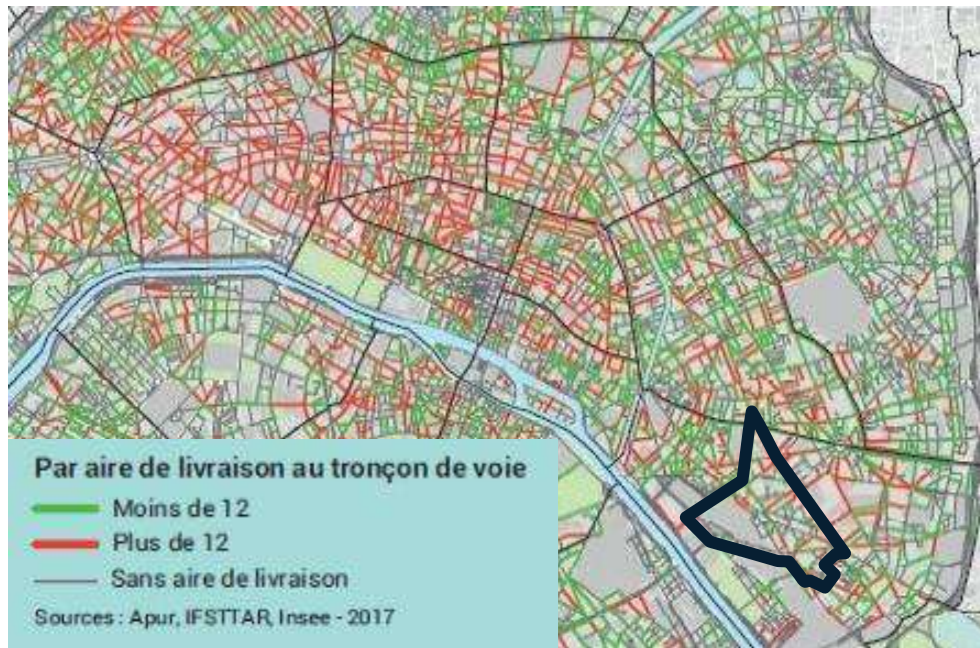 Par aire de livraison au tronçon de voie
Moins de 12
Plus de 12
Sans aire de livraison
Sources : Apur, IFSTTAR, Insee - 2017